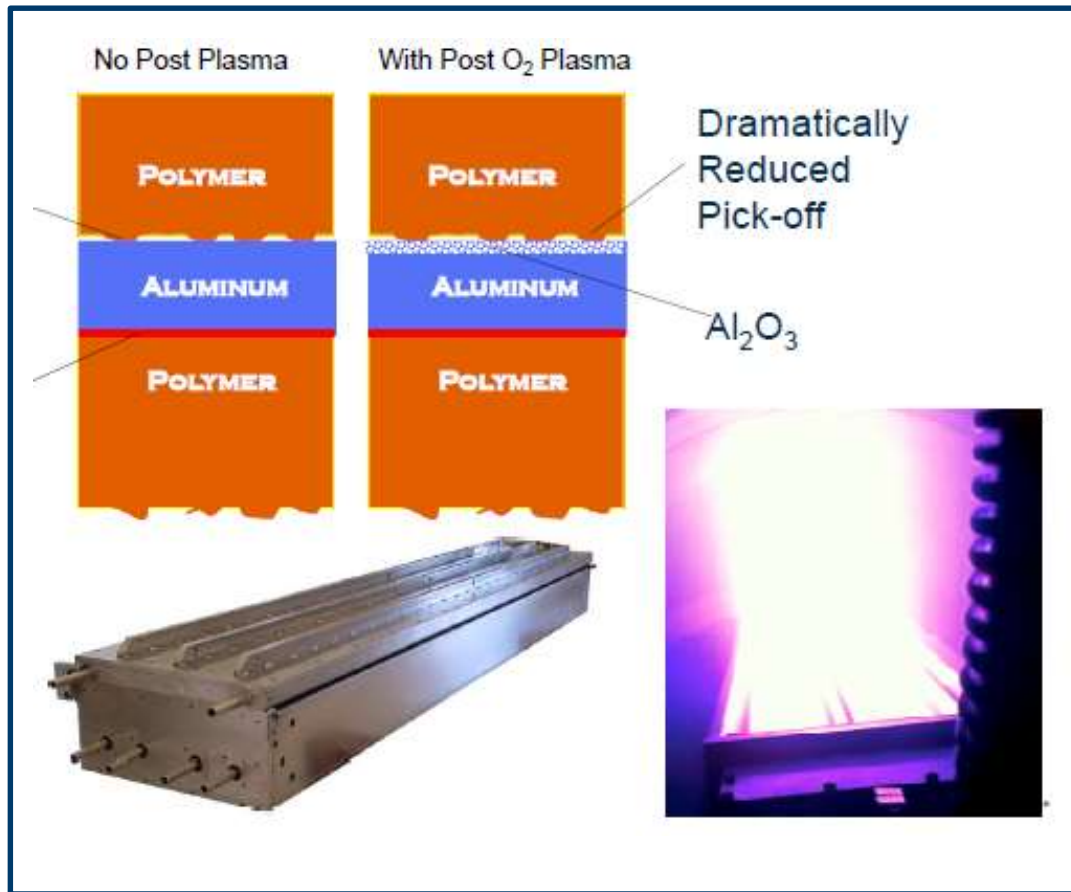 No Post Plasma
With Post O₂ Plasma
POLYMER
POLYMER
Dramatically
Reduced
Pick-off
ALUMINUM
ALUMINUM
Al₂O₃
POLYMER
POLYMER